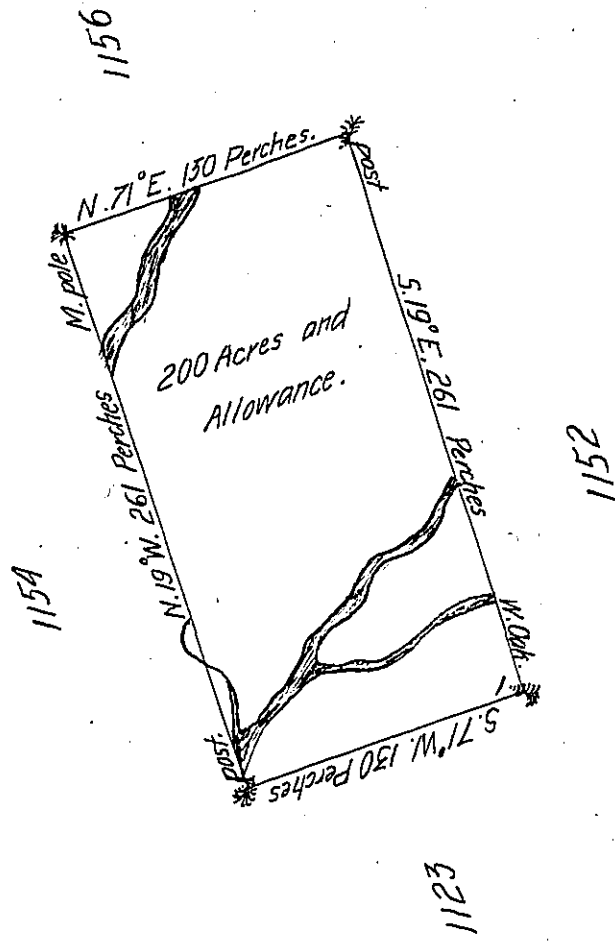 1156
N. 71° E. 130 Perches.
M. pole
post
200 Acres and
Allowance.
S. 19° E. 261 Perches
N. 19° W. 261 Perches
1152
1154
W. Oak.
post.
S. 71° W. 130 Perches
1123